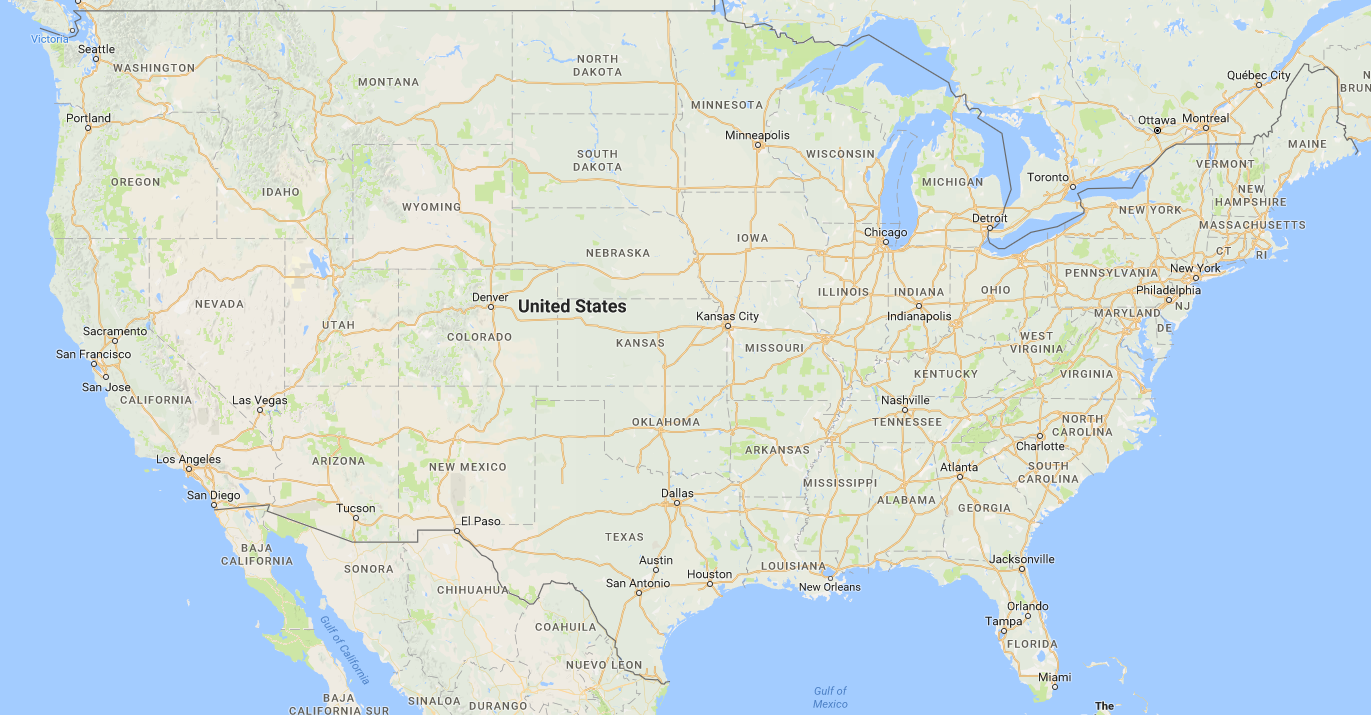 Victoria
Seattle
WASHINGTON
MONTANA
NORTH
DAKOTA
MINNESOTA
Québec City
N
BRUN
Portland
Ottawa
Montreal
Minneapolis
MAINE
WISCONSIN
SOUTH
DAKOTA
VERMONT
OREGON
IDAHO
MICHIGAN
Toronto
NEW
HAMPSHIRE
WYOMING
NEW YORK
Detroit
MASSACHUSETTS
Chicago
IOWA
NEBRASKA
CT
RI
PENNSYLVANIA
New York
ILLINOIS
INDIANA
OHIO
Philadelphia
Denver
United States
NEVADA
NJ
Kansas City
Indianapolis
MARYLAND
DE
UTAH
Sacramento
COLORADO
KANSAS
MISSOURI
WEST
VIRGINIA
San Francisco
KENTUCKY
VIRGINIA
San Jose
CALIFORNIA
Las Vegas
Nashville
OKLAHOMA
TENNESSEE
NORTH
CAROLINA
Charlotte
ARKANSAS
Los Angeles
ARIZONA
NEW MEXICO
Atlanta
SOUTH
CAROLINA
MISSISSIPPI
San Diego
Dallas
ALABAMA
GEORGIA
Tucson
El Paso
TEXAS
BAJA
CALIFORNIA
SONORA
Austin
Houston
LOUISIANA
Jacksonville
San Antonio
New Orleans
CHIHUAHUA
Orlando
Tampa
COAHUILA
Gulf of California
FLORIDA
NUEVO LEON
Miami
BAJA
CALIFORNIA SUR
SINALOA
DURANGO
Gulf of
Mexico
The